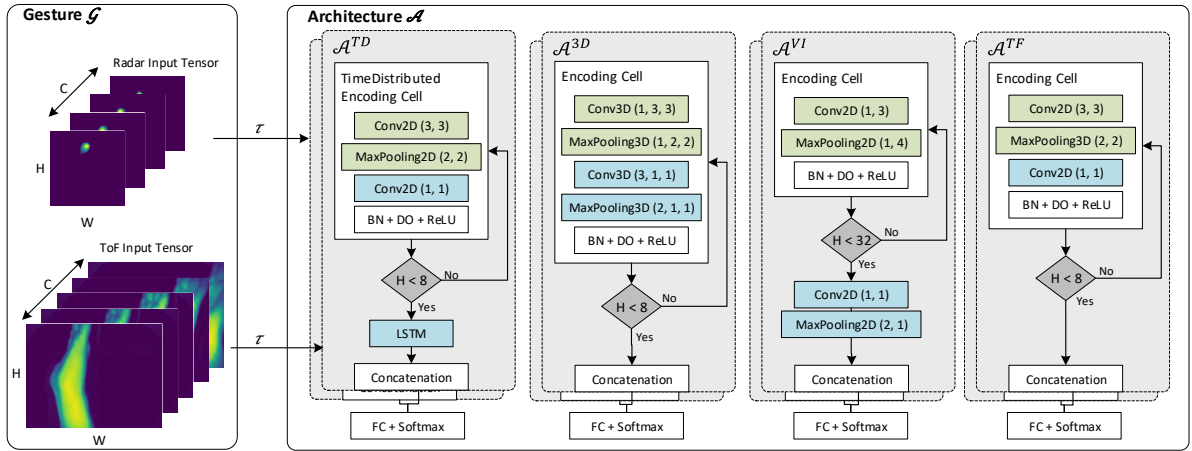 Gesture 𝒢
Radar Input Tensor
C
H
W
τ
ToF Input Tensor
C
H
W
τ
Architecture 𝒜
𝒜^TD
TimeDistributed
Encoding Cell
Conv2D (3, 3)
MaxPooling2D (2, 2)
Conv2D (1, 1)
BN + DO + ReLU
H < 8
No
Yes
LSTM
Concatenation
FC + Softmax
𝒜^3D
Encoding Cell
Conv3D (1, 3, 3)
MaxPooling3D (1, 2, 2)
Conv3D (3, 1, 1)
MaxPooling3D (2, 1, 1)
BN + DO + ReLU
H < 8
No
Yes
Concatenation
FC + Softmax
𝒜^VI
Encoding Cell
Conv2D (1, 3)
MaxPooling2D (1, 4)
BN + DO + ReLU
H < 32
No
Yes
Conv2D (1, 1)
MaxPooling2D (2, 1)
Concatenation
FC + Softmax
𝒜^TF
Encoding Cell
Conv2D (3, 3)
MaxPooling3D (2, 2)
Conv2D (1, 1)
BN + DO + ReLU
H < 8
No
Yes
Concatenation
FC + Softmax